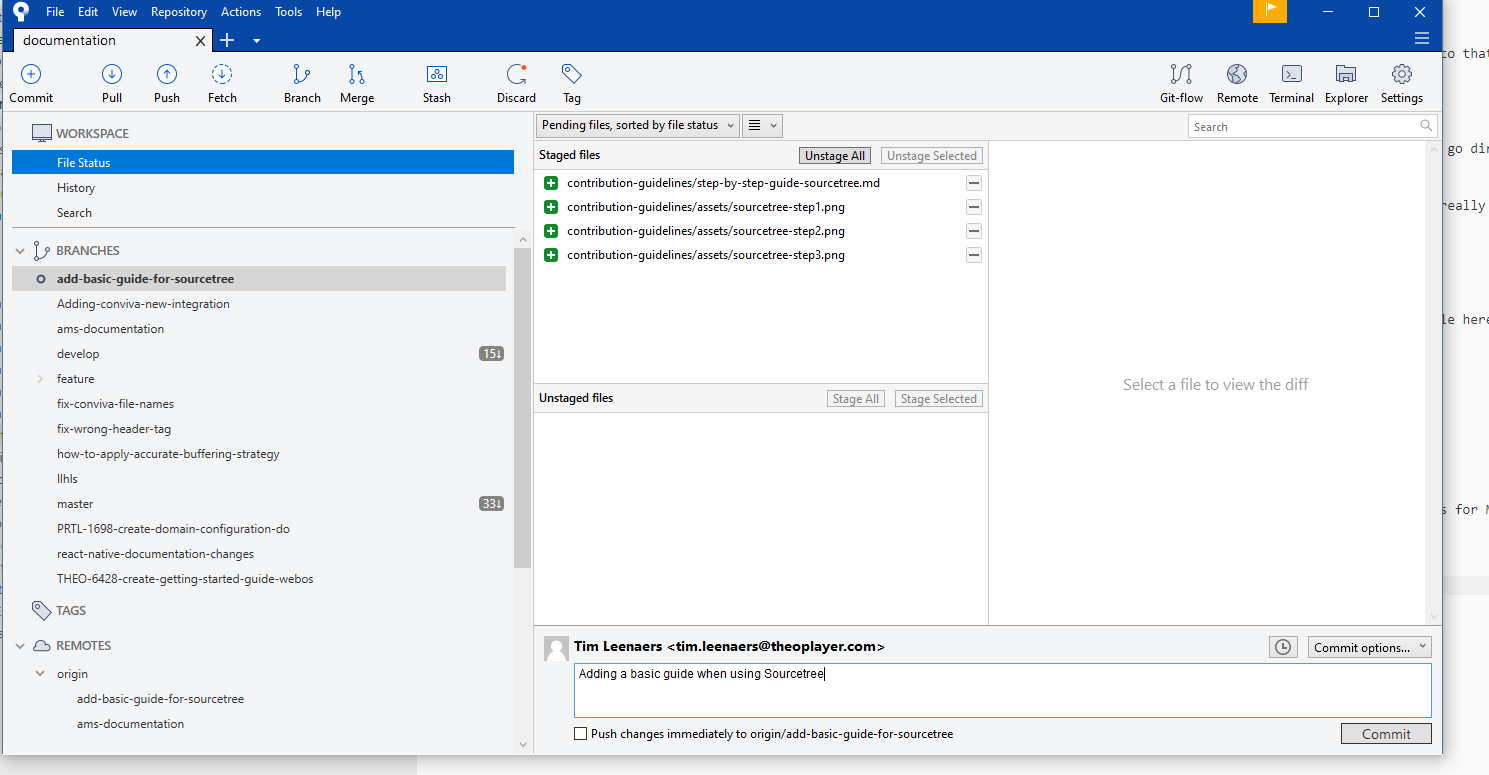 File Edit View Repository Actions Tools Help
documentation
Commit Pull Push Fetch Branch Merge Stash Discard Tag Git-flow Remote Terminal Explorer Settings
WORKSPACE
File Status
History
Search
BRANCHES
add-basic-guide-for-sourcetree
Adding-conviva-new-integration
ams-documentation
develop 15↓
feature
fix-conviva-file-names
fix-wrong-header-tag
how-to-apply-accurate-buffering-strategy
llhls
master 33↓
PRTL-1698-create-domain-configuration-do
react-native-documentation-changes
THEO-6428-create-getting-started-guide-webos
TAGS
REMOTES
origin
add-basic-guide-for-sourcetree
ams-documentation
Pending files, sorted by file status
Search
Staged files Unstage All Unstage Selected
contribution-guidelines/step-by-step-guide-sourcetree.md
contribution-guidelines/assets/sourcetree-step1.png
contribution-guidelines/assets/sourcetree-step2.png
contribution-guidelines/assets/sourcetree-step3.png
Unstaged files Stage All Stage Selected
Select a file to view the diff
Tim Leenaers <tim.leenaers@theoplayer.com>
Commit options...
Adding a basic guide when using Sourcetree
Push changes immediately to origin/add-basic-guide-for-sourcetree
Commit
to that
go dir
really
le here
s for M